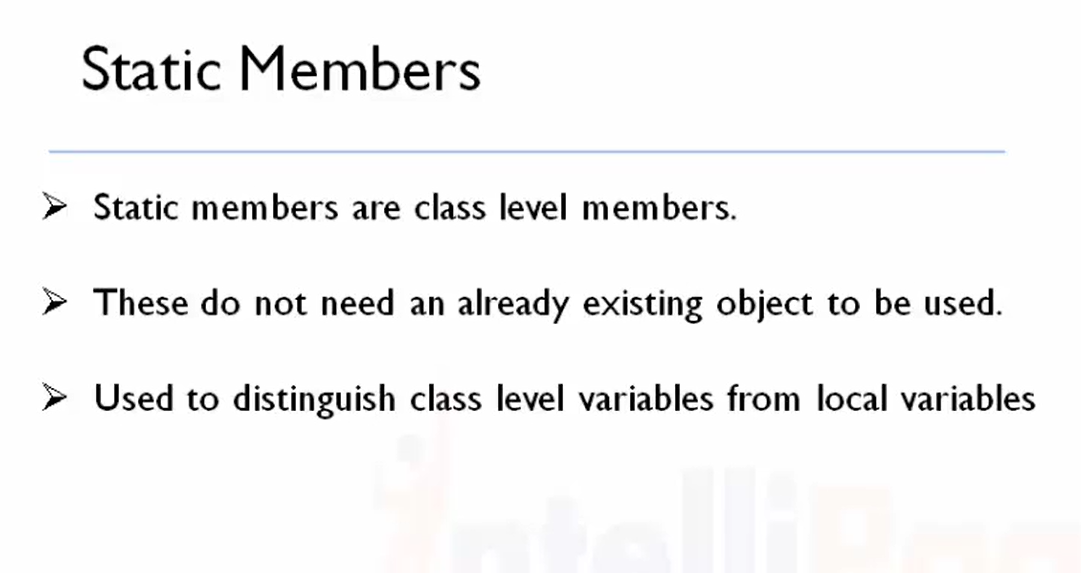 Static Members
➢ Static members are class level members.
➢ These do not need an already existing object to be used.
➢ Used to distinguish class level variables from local variables